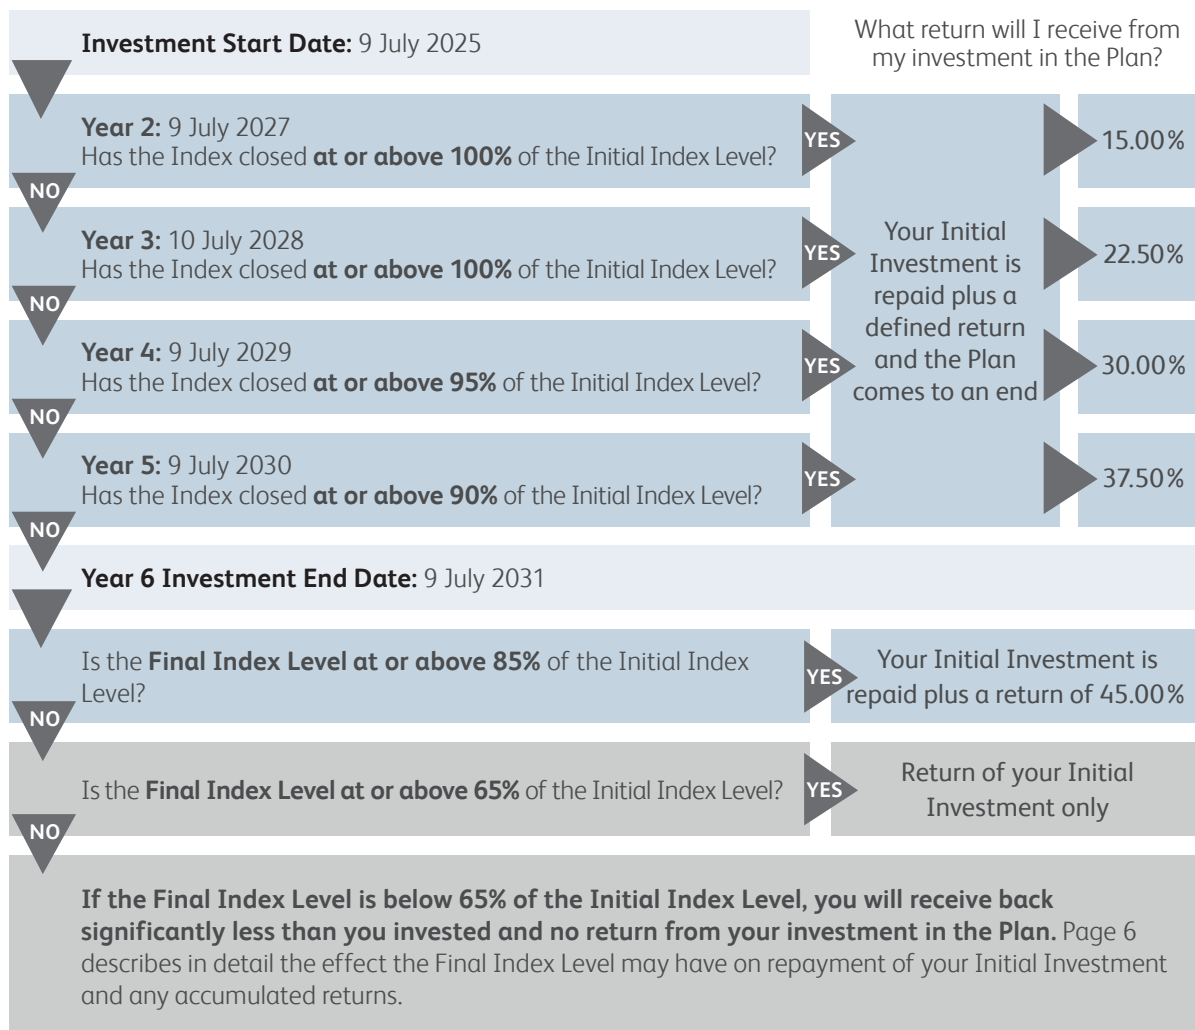 Investment Start Date: 9 July 2025
What return will I receive from
my investment in the Plan?
Year 2: 9 July 2027
Has the Index closed at or above 100% of the Initial Index Level?
YES
15.00%
NO
Year 3: 10 July 2028
Has the Index closed at or above 100% of the Initial Index Level?
YES
22.50%
NO
Year 4: 9 July 2029
Has the Index closed at or above 95% of the Initial Index Level?
YES
30.00%
NO
Year 5: 9 July 2030
Has the Index closed at or above 90% of the Initial Index Level?
YES
37.50%
NO
Your Initial
Investment is
repaid plus a
defined return
and the Plan
comes to an end
Year 6 Investment End Date: 9 July 2031
Is the Final Index Level at or above 85% of the Initial Index
Level?
YES
Your Initial Investment is
repaid plus a return of 45.00%
NO
Is the Final Index Level at or above 65% of the Initial Index Level?
YES
Return of your Initial
Investment only
NO
If the Final Index Level is below 65% of the Initial Index Level, you will receive back
significantly less than you invested and no return from your investment in the Plan. Page 6
describes in detail the effect the Final Index Level may have on repayment of your Initial Investment
and any accumulated returns.